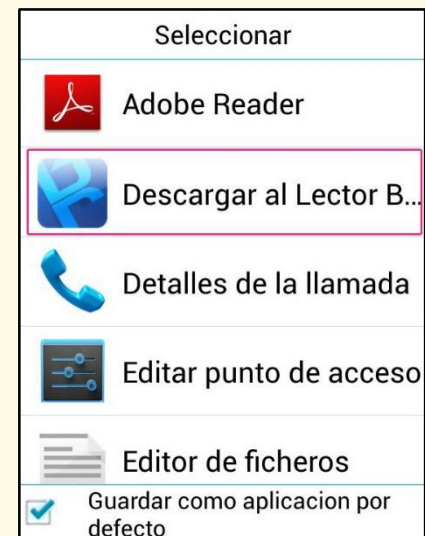 Seleccionar
Adobe Reader
Descargar al Lector B...
Detalles de la llamada
Editar punto de acceso
Editor de ficheros
Guardar como aplicacion por
defecto